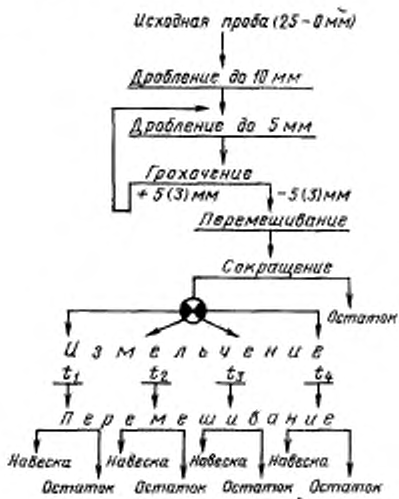 Исходная проба (25-0 мм)
Дробление до 10 мм
Дробление до 5 мм
Грохочение
+ 5 (3) мм -5(3) мм
Перемешивание
Сокращение
Остаток
Измельчение
t1 t2 t3 t4
Перемешивание
Навеска Навеска Навеска Навеска
Остаток Остаток Остаток Остаток